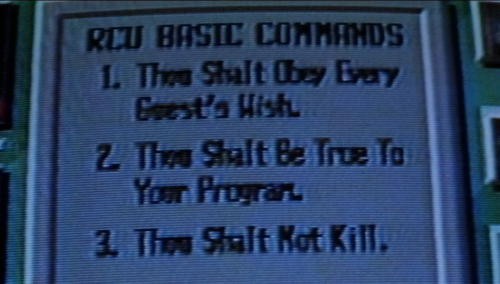 RCU BASIC COMMANDS
1. Thou Shalt Obey Every
Guest's Wish.
2. Thou Shalt Be True To
Your Program.
3. Thou Shalt Not Kill.